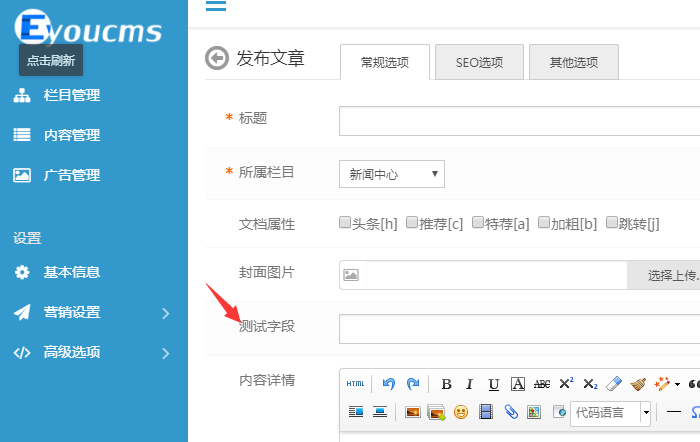 Eyoucms
点击刷新
栏目管理
内容管理
广告管理
设置
基本信息
营销设置
高级选项
发布文章
常规选项
SEO选项
其他选项
* 标题
* 所属栏目
新闻中心
文档属性
头条[h] 推荐[c] 特荐[a] 加粗[b] 跳转[j]
封面图片
选择上传...
测试字段
内容详情
HTML B I U A ABC X² X₂
代码语言